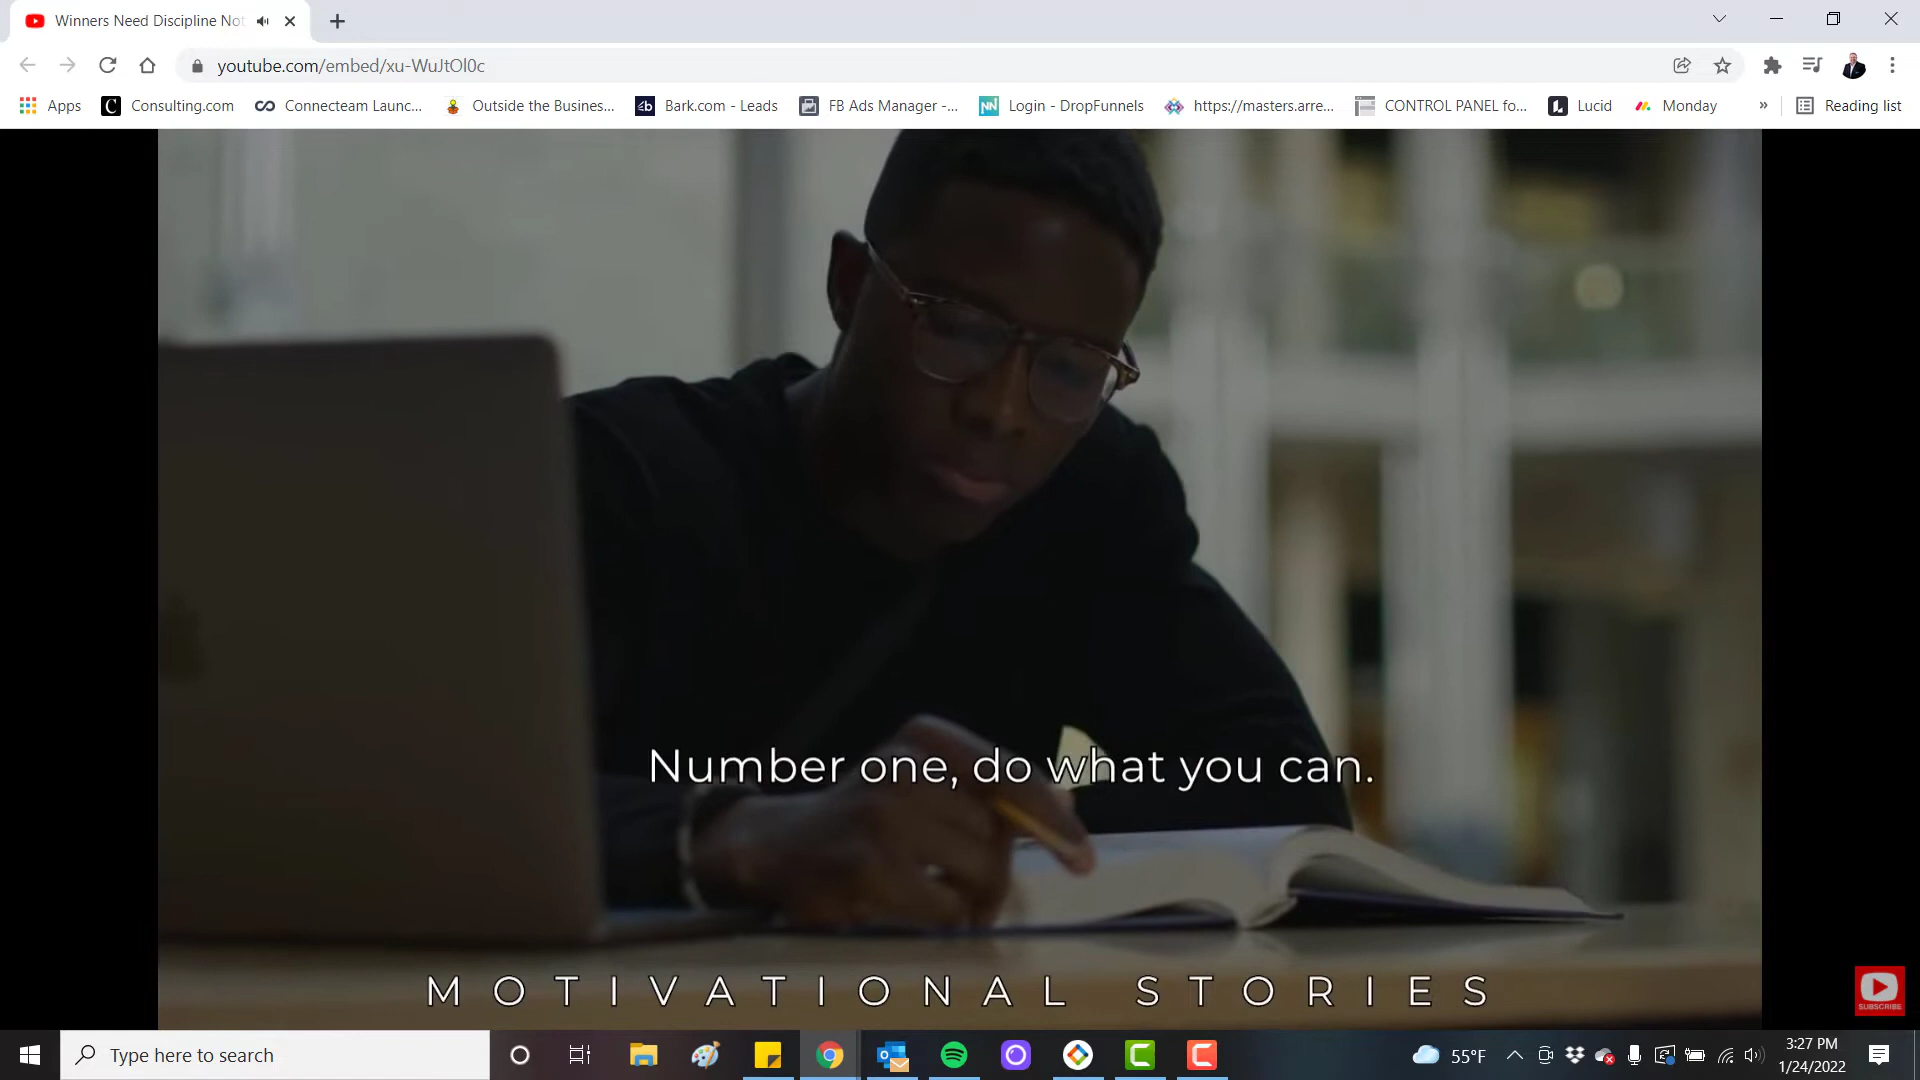 Winners Need Discipline Not
youtube.com/embed/xu-WuJtOl0c
Apps
Consulting.com
Connecteam Launc...
Outside the Busines...
Bark.com - Leads
FB Ads Manager -...
Login - DropFunnels
https://masters.arre...
CONTROL PANEL fo...
Lucid
Monday
»
Reading list
Number one, do what you can.
MOTIVATIONAL STORIES
SUBSCRIBE
Type here to search
55°F
3:27 PM
1/24/2022